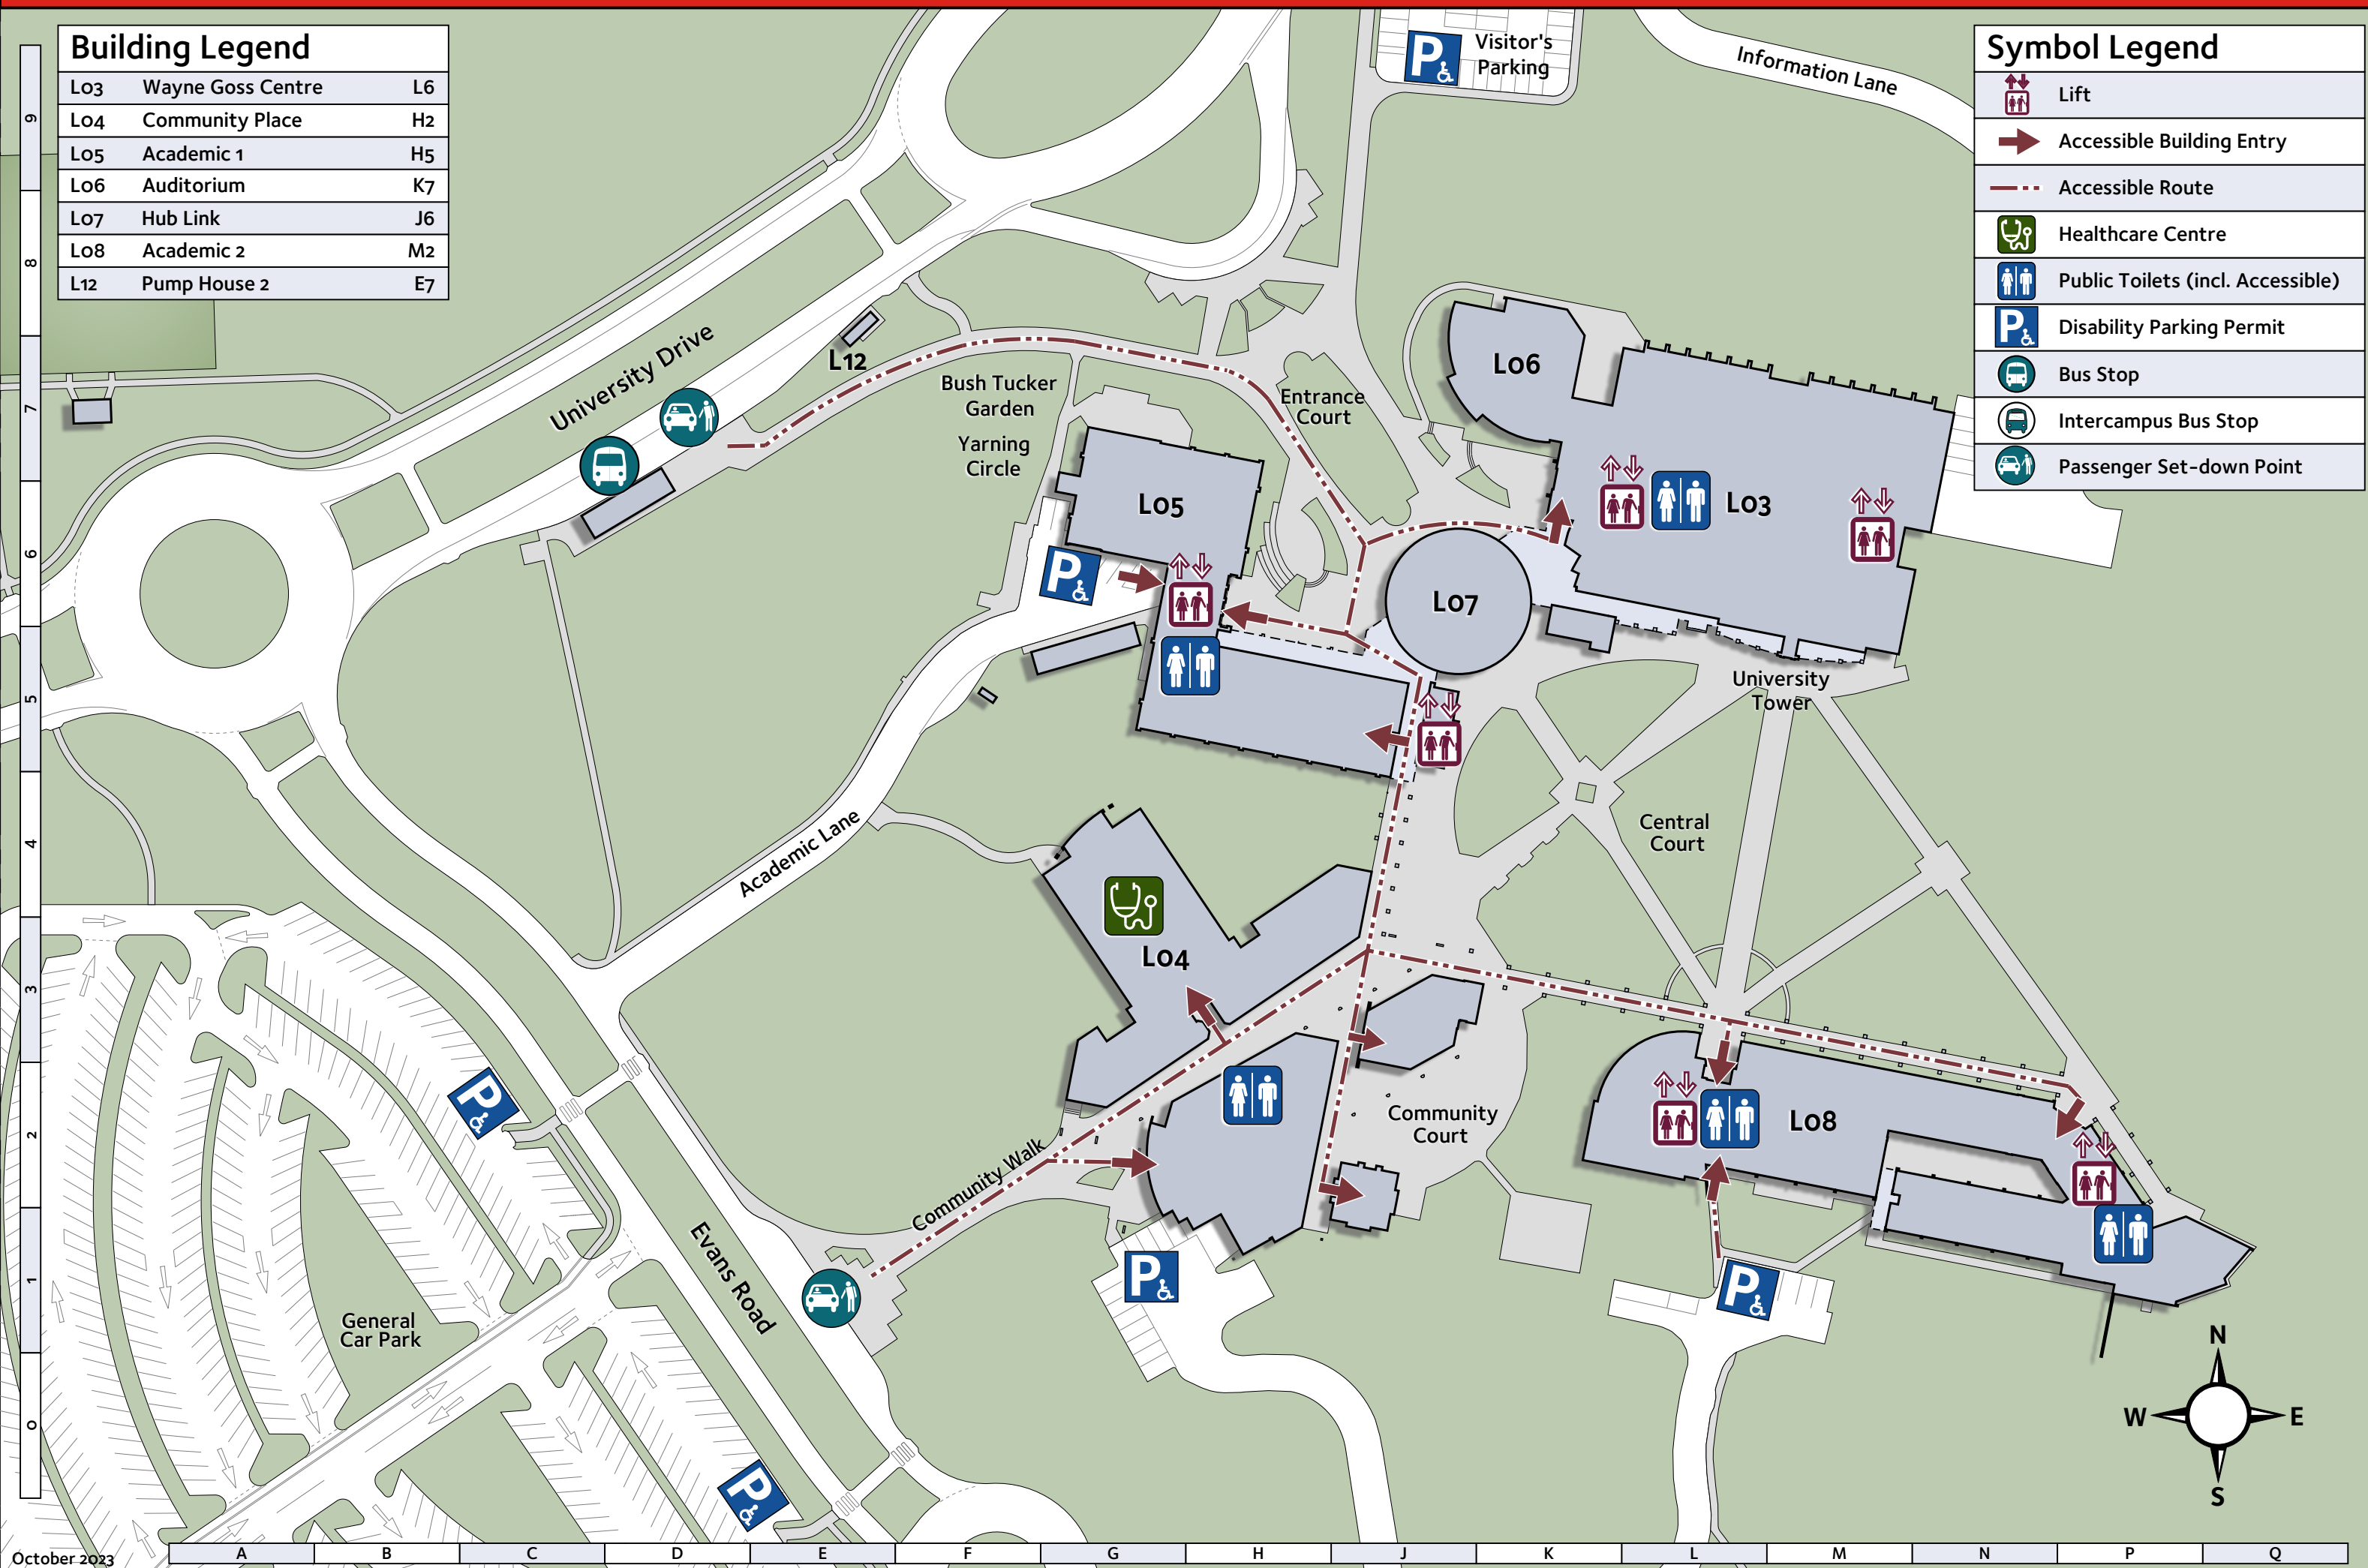 Building Legend
L03 Wayne Goss Centre L6
L04 Community Place H2
L05 Academic 1 H5
L06 Auditorium K7
L07 Hub Link J6
L08 Academic 2 M2
L12 Pump House 2 E7
Symbol Legend
Lift
Accessible Building Entry
Accessible Route
Healthcare Centre
Public Toilets (incl. Accessible)
P
Disability Parking Permit
Bus Stop
Intercampus Bus Stop
Passenger Set-down Point
P
Visitor's
Parking
Information Lane
University Drive
L12
Bush Tucker
Garden
Yarning
Circle
Entrance
Court
L06
L05
L03
P
L07
University
Tower
Central
Court
Academic Lane
L04
P
Community
Court
L08
Community Walk
Evans Road
P
P
General
Car Park
P
N
W E
S
9
8
7
6
5
4
3
2
1
0
October 2023
A B C D E F G H J K L M N P Q